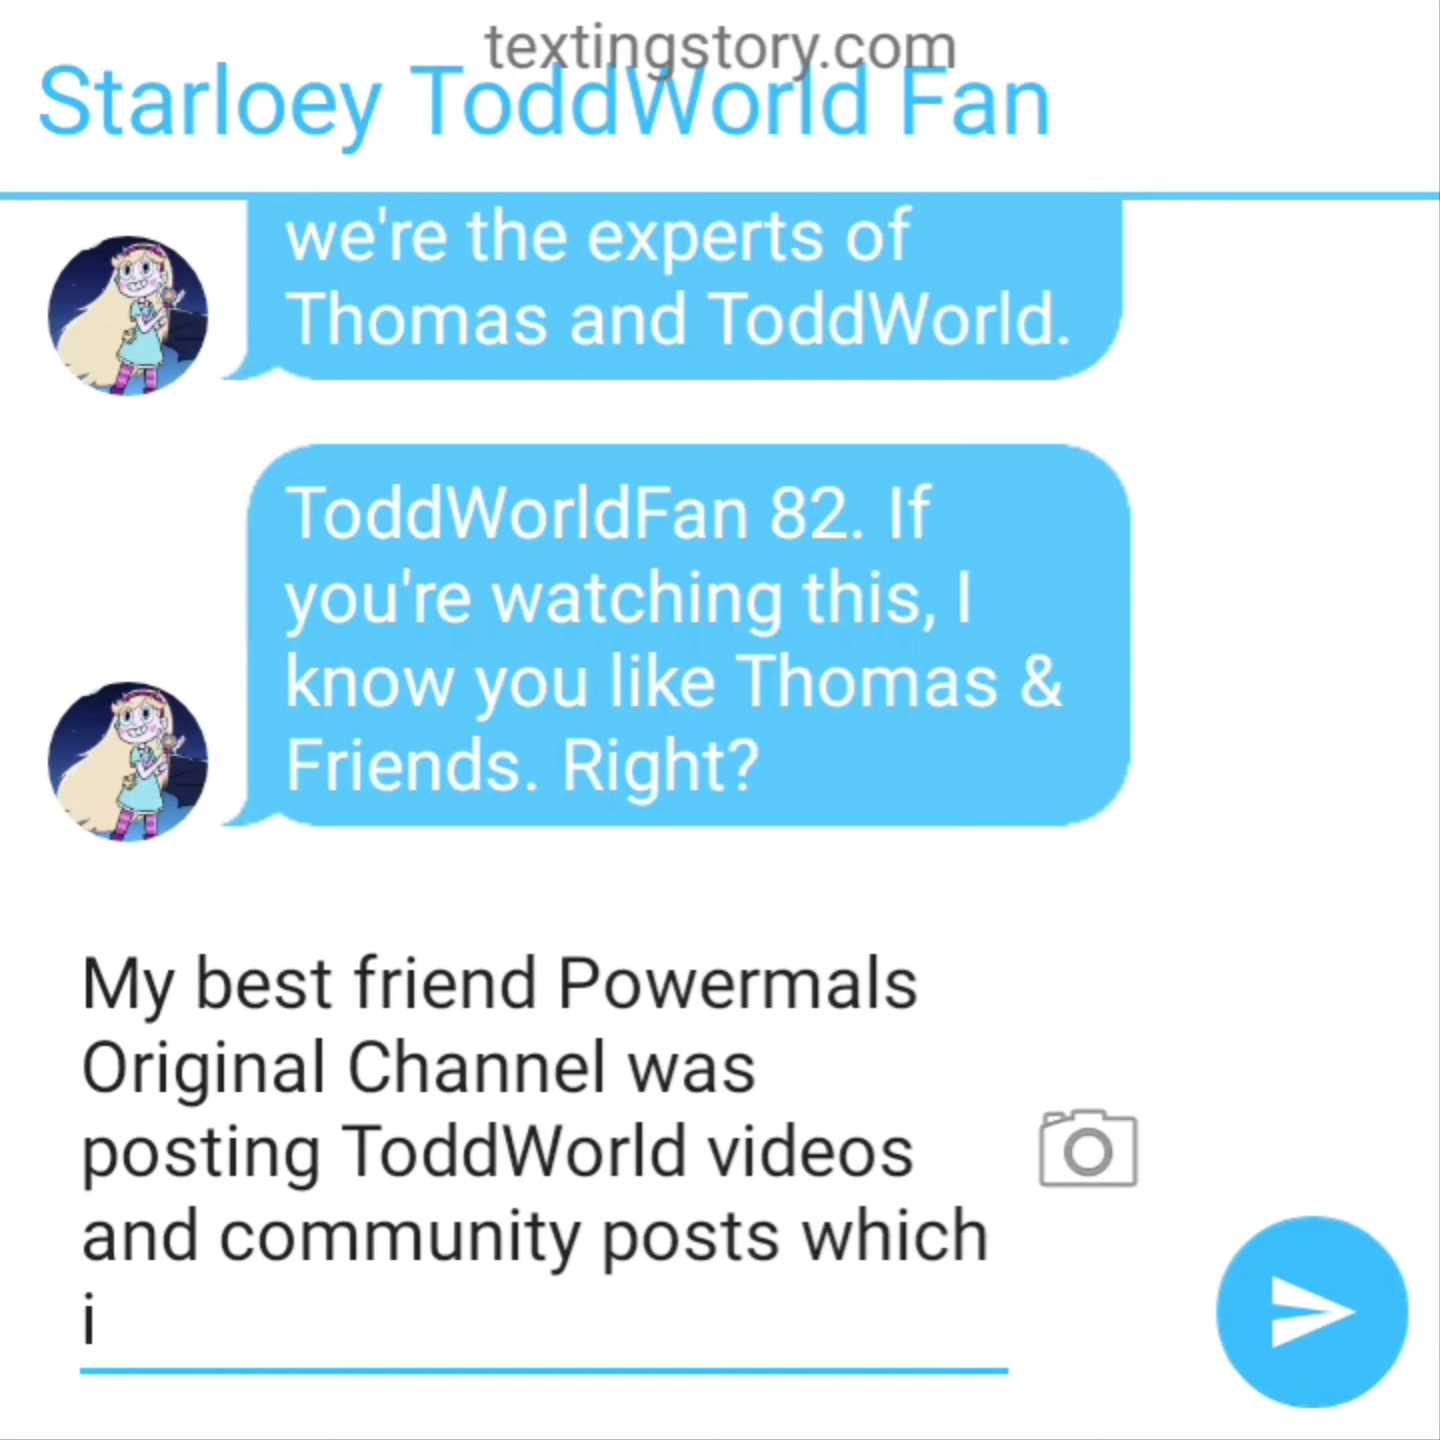 textingstory.com
Starloey ToddWorld Fan
we're the experts of
Thomas and ToddWorld.
ToddWorldFan 82. If
you're watching this, I
know you like Thomas &
Friends. Right?
My best friend Powermals
Original Channel was
posting ToddWorld videos
and community posts which
i